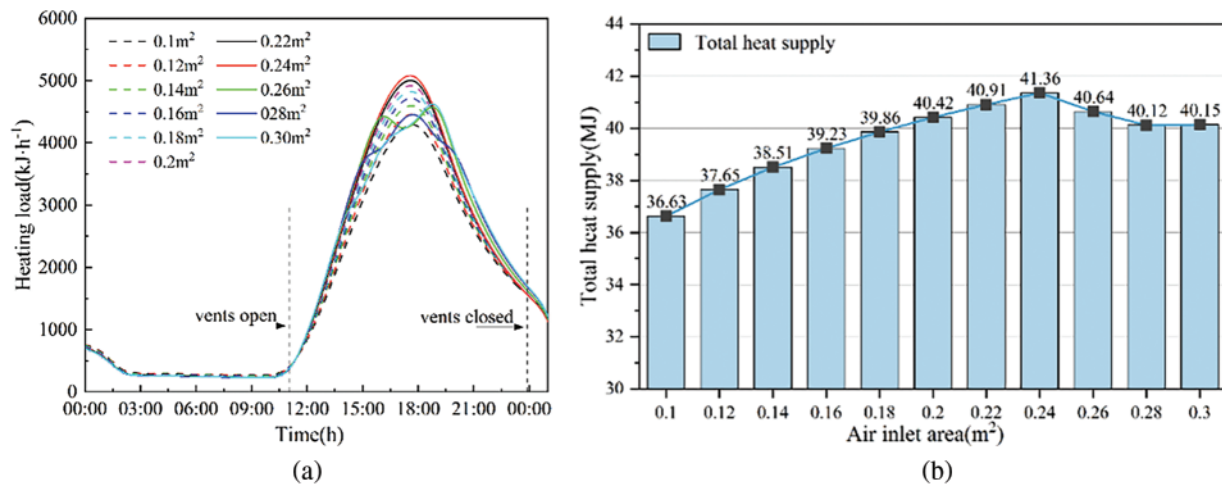 (a)
6000
5000
4000
3000
2000
1000
0
Heating load(kJ·h⁻¹)
0.1m²
0.12m²
0.14m²
0.16m²
0.18m²
0.2m²
0.22m²
0.24m²
0.26m²
028m²
0.30m²
vents open
vents closed
00:00 03:00 06:00 09:00 12:00 15:00 18:00 21:00 00:00
Time(h)
(a)
(b)
44
42
40
38
36
34
32
30
Total heat supply(MJ)
Total heat supply
36.63 37.65 38.51 39.23 39.86 40.42 40.91 41.36 40.64 40.12 40.15
0.1 0.12 0.14 0.16 0.18 0.2 0.22 0.24 0.26 0.28 0.3
Air inlet area(m²)
(b)